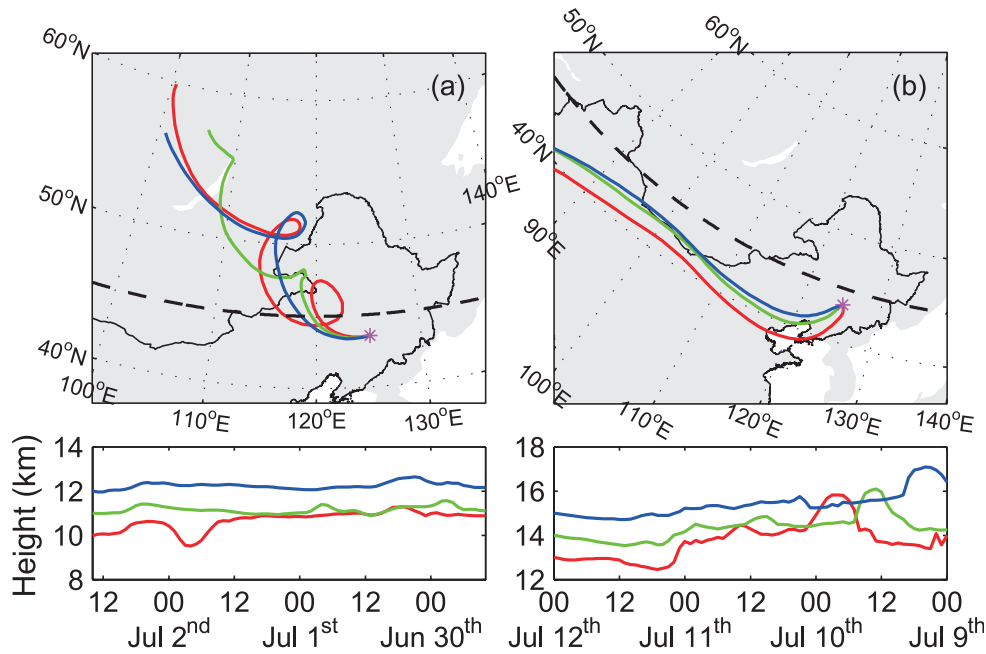 60°N
50°N
40°N
100°E
110°E
120°E
130°E
140°E
(a)
50°N
60°N
40°N
90°E
100°E
110°E
120°E
130°E
140°E
(b)
Height (km)
14
12
10
8
12 00 12 00 12 00
Jul 2nd Jul 1st Jun 30th
18
16
14
12
00 12 00 12 00 12 00
Jul 12th Jul 11th Jul 10th Jul 9th